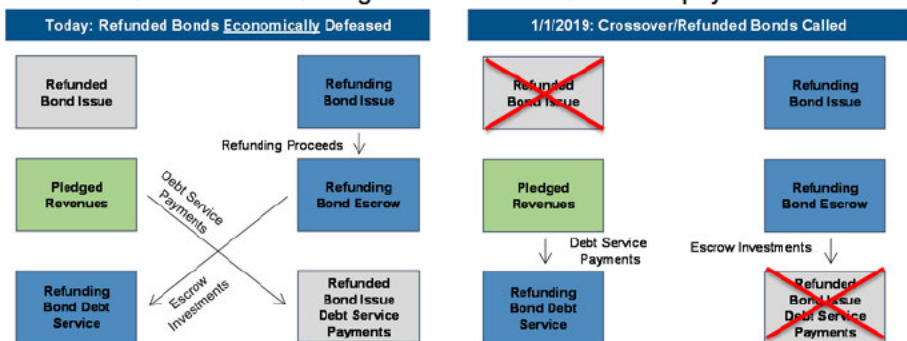 Today: Refunded Bonds Economically Defeased
Refunded
Bond Issue
Refunding
Bond Issue
Refunding Proceeds
Pledged
Revenues
Debt Service
Payments
Refunding
Bond Escrow
Escrow
Investments
Refunding
Bond Debt
Service
Refunded
Bond Issue
Debt Service
Payments
1/1/2019: Crossover/Refunded Bonds Called
Refunded
Bond Issue
Refunding
Bond Issue
Pledged
Revenues
Refunding
Bond Escrow
Debt Service
Payments
Escrow Investments
Refunding
Bond Debt
Service
Refunded
Bond Issue
Debt Service
Payments